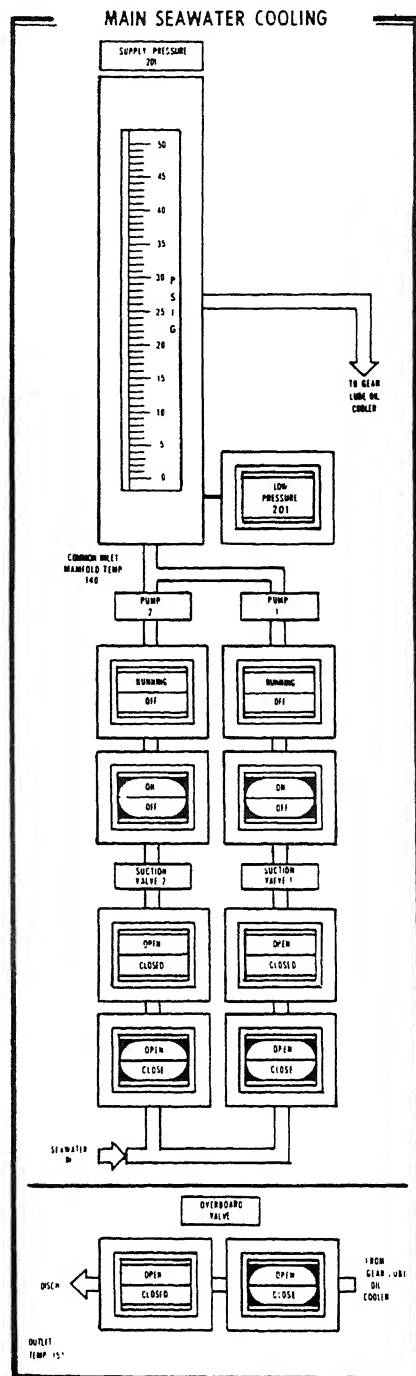 MAIN SEAWATER COOLING
SUPPLY PRESSURE
201
50
45
40
35
30
25
20
15
10
5
0
P
S
I
G
TO GEAR
LUBE OIL
COOLER
LOW
PRESSURE
201
COMMON INLET
MANIFOLD TEMP
140
PUMP
2
PUMP
1
RUNNING
OFF
RUNNING
OFF
ON
OFF
ON
OFF
SUCTION
VALVE 2
SUCTION
VALVE 1
OPEN
CLOSED
OPEN
CLOSED
OPEN
CLOSE
OPEN
CLOSE
SEAWATER
OVERBOARD
VALVE
DISCH
OPEN
CLOSED
OPEN
CLOSE
FROM
GEAR
OIL
COOLER
OUTLET
TEMP